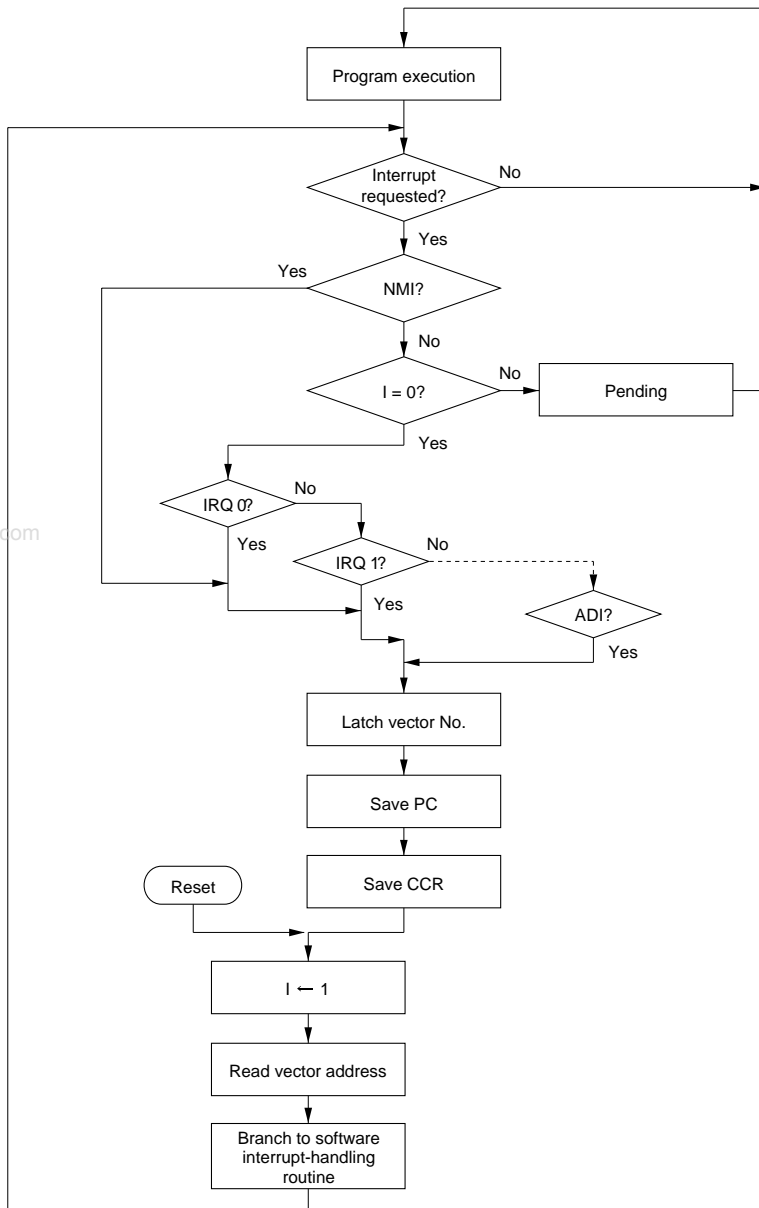 Program execution
Interrupt
requested?
No
Yes
Yes
NMI?
No
I = 0?
No
Pending
Yes
IRQ 0?
No
Yes
IRQ 1?
No
Yes
ADI?
Yes
com
Latch vector No.
Save PC
Save CCR
Reset
I ← 1
Read vector address
Branch to software
interrupt-handling
routine